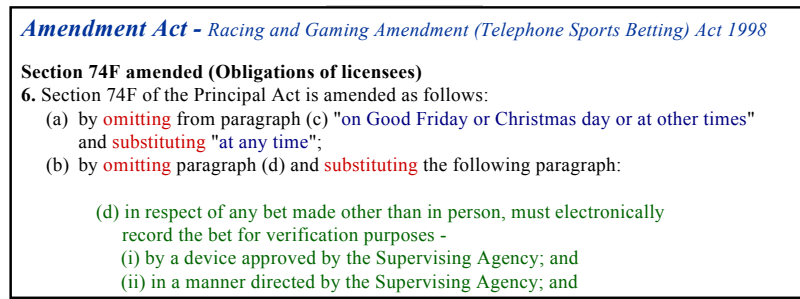 Amendment Act - Racing and Gaming Amendment (Telephone Sports Betting) Act 1998
Section 74F amended (Obligations of licensees)
6. Section 74F of the Principal Act is amended as follows:
(a) by omitting from paragraph (c) "on Good Friday or Christmas day or at other times"
and substituting "at any time";
(b) by omitting paragraph (d) and substituting the following paragraph:
(d) in respect of any bet made other than in person, must electronically
record the bet for verification purposes -
(i) by a device approved by the Supervising Agency; and
(ii) in a manner directed by the Supervising Agency; and